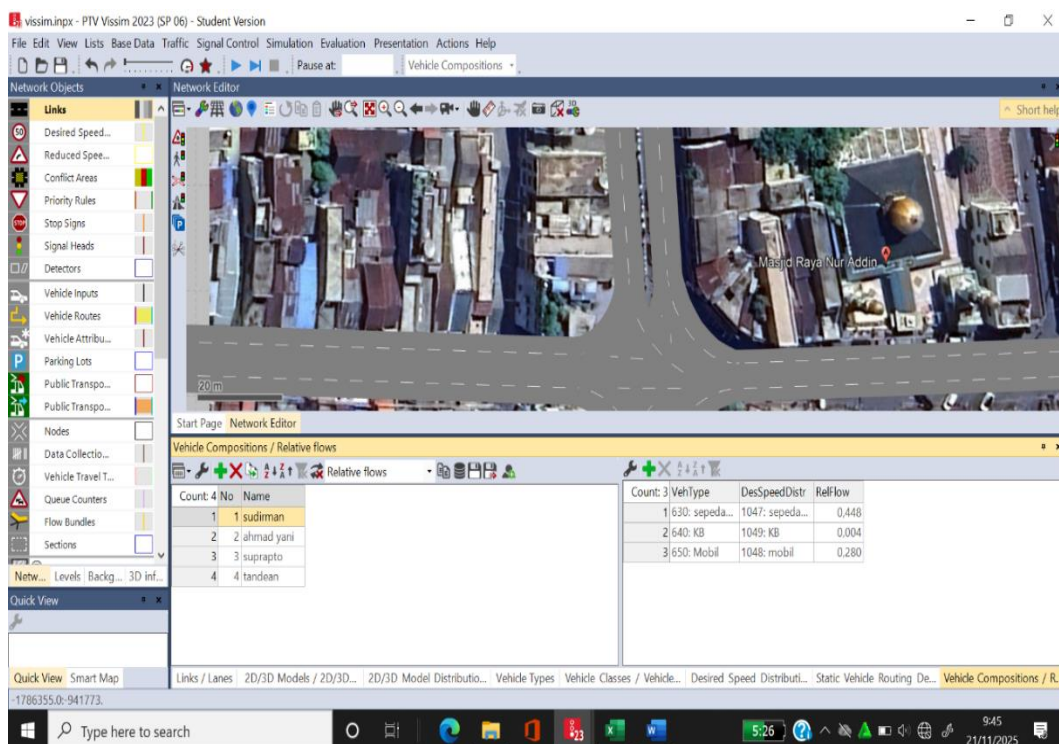 vissim.inpx - PTV Vissim 2023 (SP 06) - Student Version
File Edit View Lists Base Data Traffic Signal Control Simulation Evaluation Presentation Actions Help
Pause at: Vehicle Compositions
Network Objects
Network Editor
Links
Short help
50 Desired Speed...
Reduced Spee...
Conflict Areas
Priority Rules
STOP Stop Signs
Signal Heads
Detectors
Vehicle Inputs
Vehicle Routes
Vehicle Attribu...
P Parking Lots
Public Transpo...
Public Transpo...
Nodes
Data Collectio...
Vehicle Travel T...
Queue Counters
Flow Bundles
Sections
Netw... Levels Backg... 3D inf...
Masjid Raya Nur Addin
20 m
Start Page Network Editor
Vehicle Compositions / Relative flows
Relative flows
Count: 4 No Name
1 1 sudirman
2 2 ahmad yani
3 3 suprapto
4 4 tandean
Count: 3 VehType DesSpeedDistr RelFlow
1 630: sepeda... 1047: sepeda... 0,448
2 640: KB 1049: KB 0,004
3 650: Mobil 1048: mobil 0,280
Quick View
Quick View Smart Map
Links / Lanes 2D/3D Models / 2D/3D... 2D/3D Model Distributio... Vehicle Types Vehicle Classes / Vehicle... Desired Speed Distributi... Static Vehicle Routing De... Vehicle Compositions / R...
-1786355.0:-941773.
Type here to search
23
5:26
9:45
21/11/2025